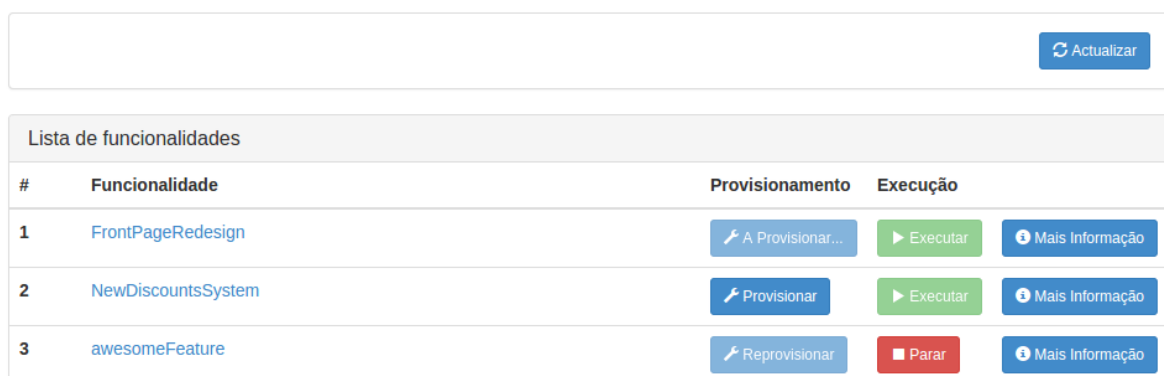 Actualizar
Lista de funcionalidades
# Funcionalidade Provisionamento Execução
1 FrontPageRedesign A Provisionar... Executar Mais Informação
2 NewDiscountsSystem Provisionar Executar Mais Informação
3 awesomeFeature Reprovisionar Parar Mais Informação